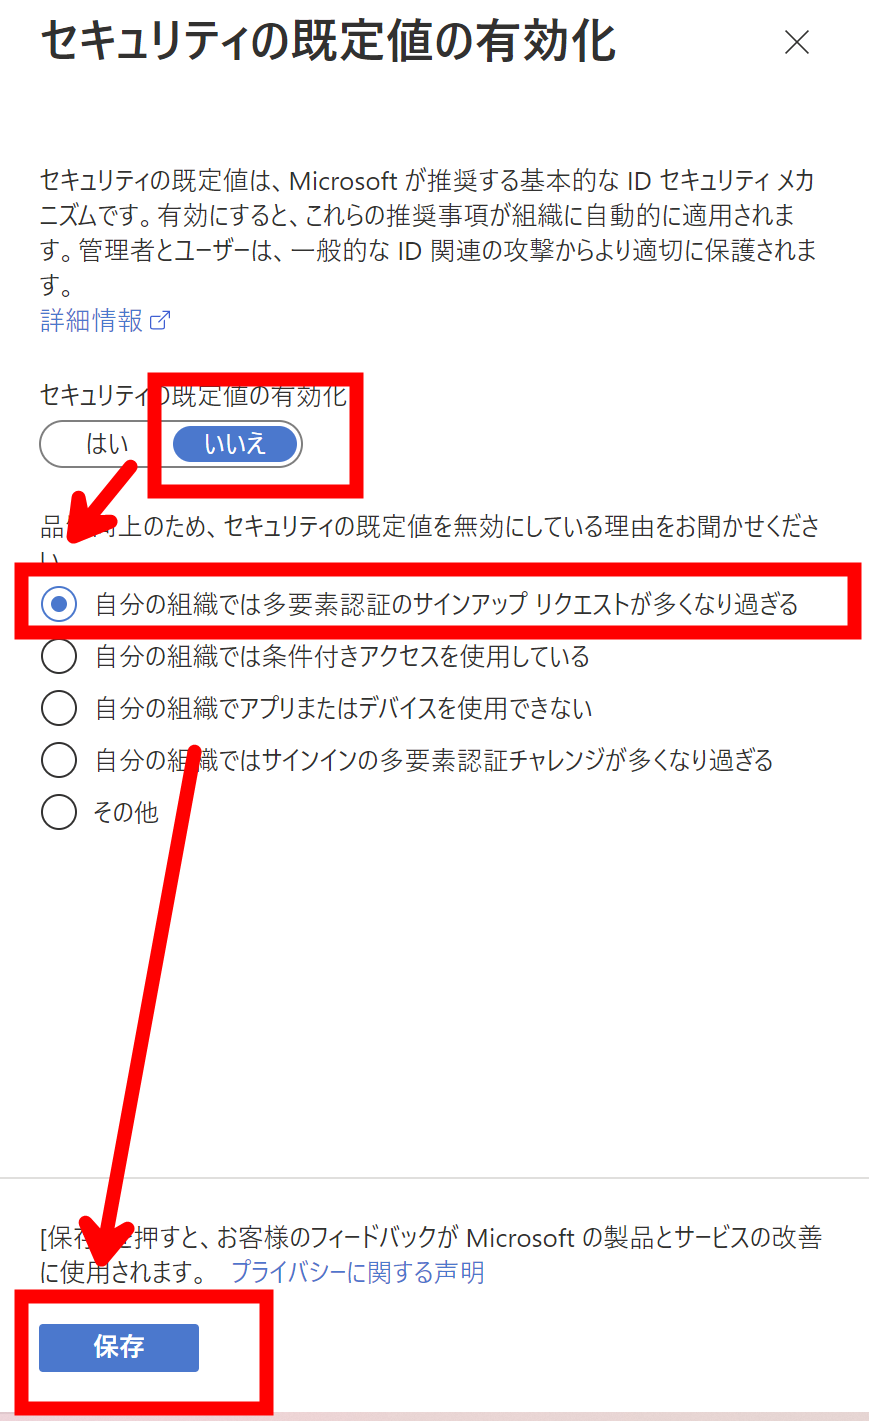 セキュリティの既定値の有効化
セキュリティの既定値は、Microsoft が推奨する基本的な ID セキュリティ メカ
ニズムです。有効にすると、これらの推奨事項が組織に自動的に適用されま
す。管理者とユーザーは、一般的な ID 関連の攻撃からより適切に保護されま
す。
詳細情報
セキュリティの既定値の有効化
はい
いいえ
品 向上のため、セキュリティの既定値を無効にしている理由をお聞かせくださ
い
自分の組織では多要素認証のサインアップ リクエストが多くなり過ぎる
自分の組織では条件付きアクセスを使用している
自分の組織でアプリまたはデバイスを使用できない
自分の組織ではサインインの多要素認証チャレンジが多くなり過ぎる
その他
[保存 を押すと、お客様のフィードバックが Microsoft の製品とサービスの改善
に使用されます。 プライバシーに関する声明
保存